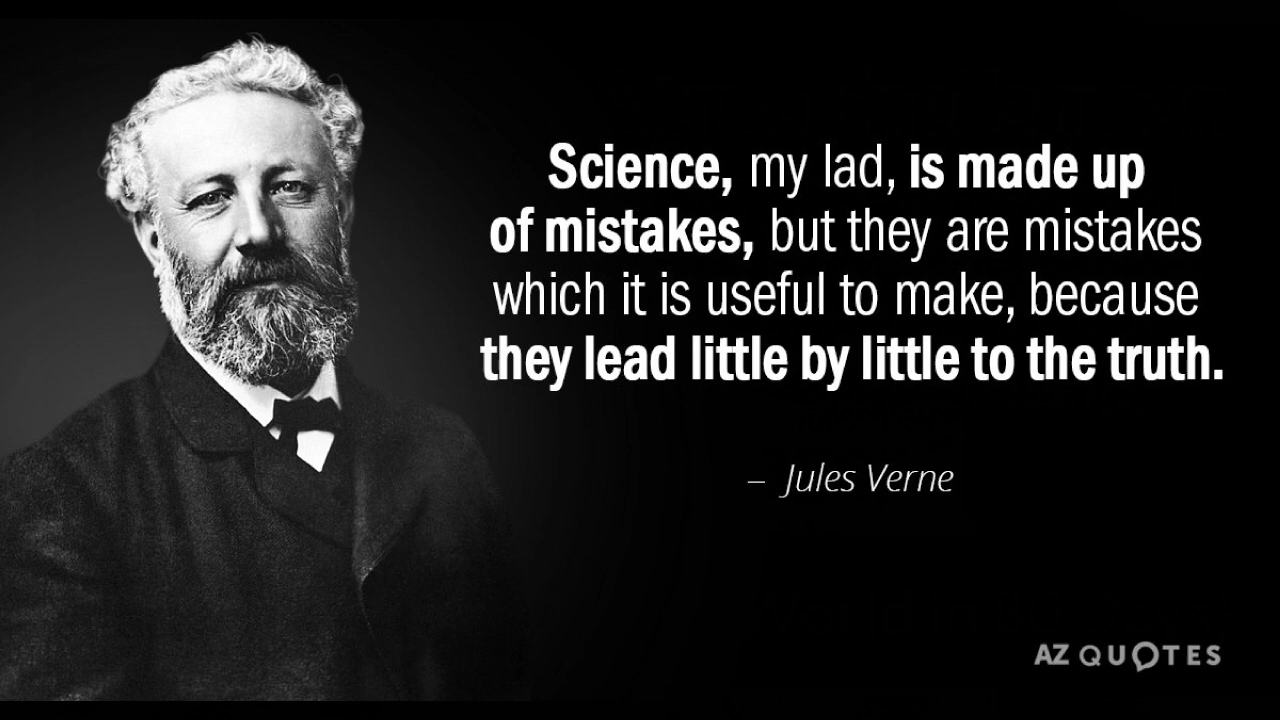 Science, my lad, is made up
of mistakes, but they are mistakes
which it is useful to make, because
they lead little by little to the truth.
– Jules Verne
AZ QUOTES